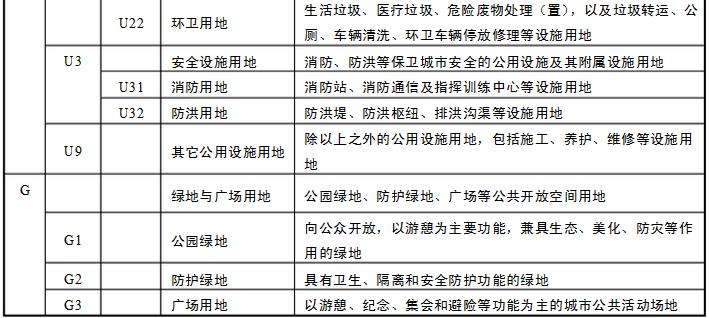 U22 环卫用地 生活垃圾、医疗垃圾、危险废物处理（置），以及垃圾转运、公
厕、车辆清洗、环卫车辆停放修理等设施用地
U3 安全设施用地 消防、防洪等保卫城市安全的公用设施及其附属设施用地
U31 消防用地 消防站、消防通信及指挥训练中心等设施用地
U32 防洪用地 防洪堤、防洪枢纽、排洪沟渠等设施用地
U9 其它公用设施用地 除以上之外的公用设施用地，包括施工、养护、维修等设施用
地
G 绿地与广场用地 公园绿地、防护绿地、广场等公共开放空间用地
G1 公园绿地 向公众开放，以游憩为主要功能，兼具生态、美化、防灾等作
用的绿地
G2 防护绿地 具有卫生、隔离和安全防护功能的绿地
G3 广场用地 以游憩、纪念、集会和避险等功能为主的城市公共活动场地